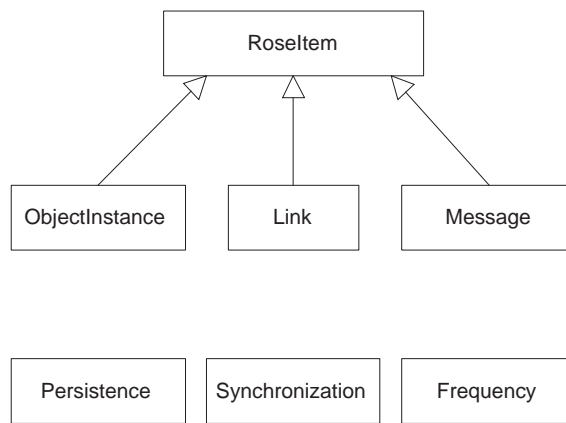 RoseItem
ObjectInstance
Link
Message
Persistence
Synchronization
Frequency